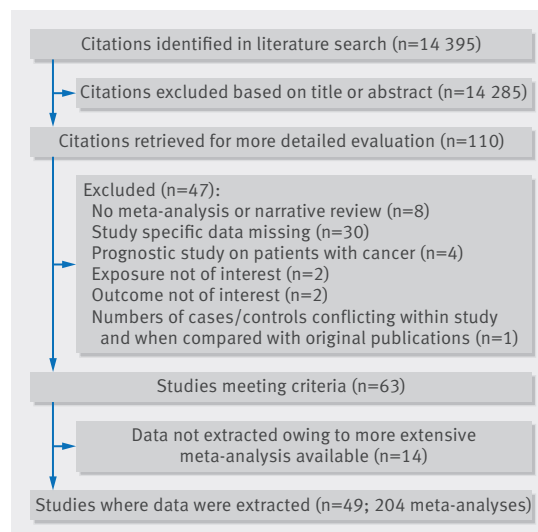 Citations identified in literature search (n=14 395)
Citations excluded based on title or abstract (n=14 285)
Citations retrieved for more detailed evaluation (n=110)
Excluded (n=47):
No meta-analysis or narrative review (n=8)
Study specific data missing (n=30)
Prognostic study on patients with cancer (n=4)
Exposure not of interest (n=2)
Outcome not of interest (n=2)
Numbers of cases/controls conflicting within study
and when compared with original publications (n=1)
Studies meeting criteria (n=63)
Data not extracted owing to more extensive
meta-analysis available (n=14)
Studies where data were extracted (n=49; 204 meta-analyses)